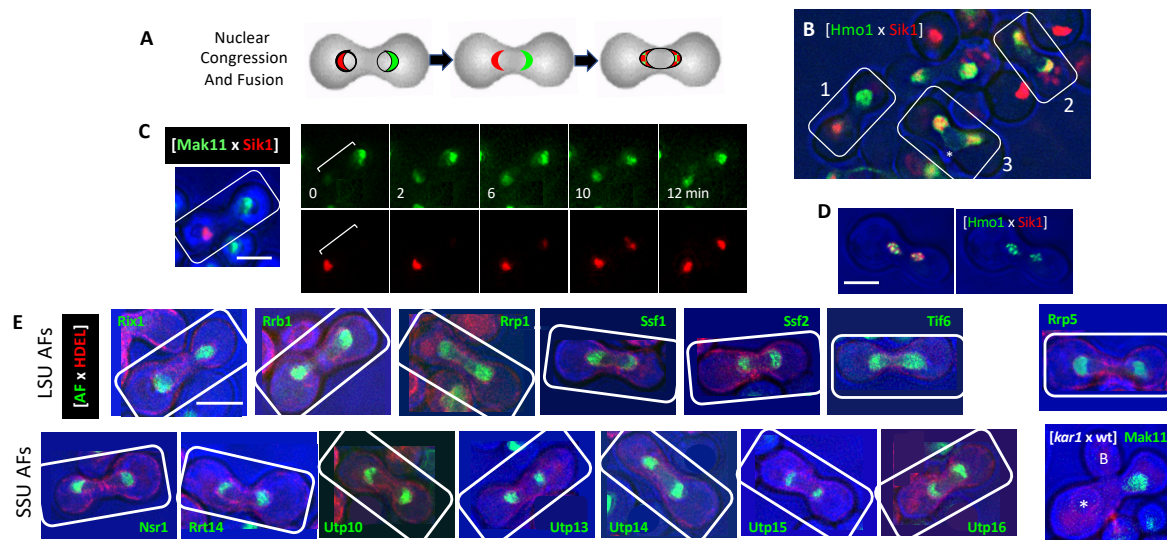 A
Nuclear
Congression
And Fusion
B
[Hmo1 x Sik1]
1
2
3
*
C
[Mak11 x Sik1]
0
2
6
10
12 min
D
[Hmo1 x Sik1]
E
LSU AFs
[AF x HDEL]
Rix1
Rrb1
Rrp1
Ssf1
Ssf2
Tif6
Rrp5
SSU AFs
Nsr1
Rrt14
Utp10
Utp13
Utp14
Utp15
Utp16
[kar1 x wt]
Mak11
B
*